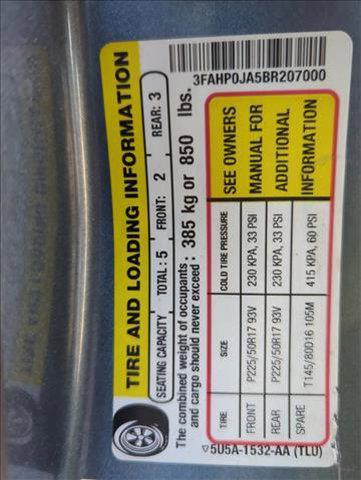 3FAHP0JA5BR207000
TIRE AND LOADING INFORMATION
SEATING CAPACITY TOTAL : 5 FRONT: 2 REAR: 3
The combined weight of occupants
and cargo should never exceed : 385 kg or 850 lbs.
TIRE SIZE COLD TIRE PRESSURE SEE OWNERS
FRONT P225/50R17 93V 230 KPA, 33 PSI MANUAL FOR
REAR P225/50R17 93V 230 KPA, 33 PSI ADDITIONAL
SPARE T145/80D16 105M 415 KPA, 60 PSI INFORMATION
5U5A-1532-AA (TLU)